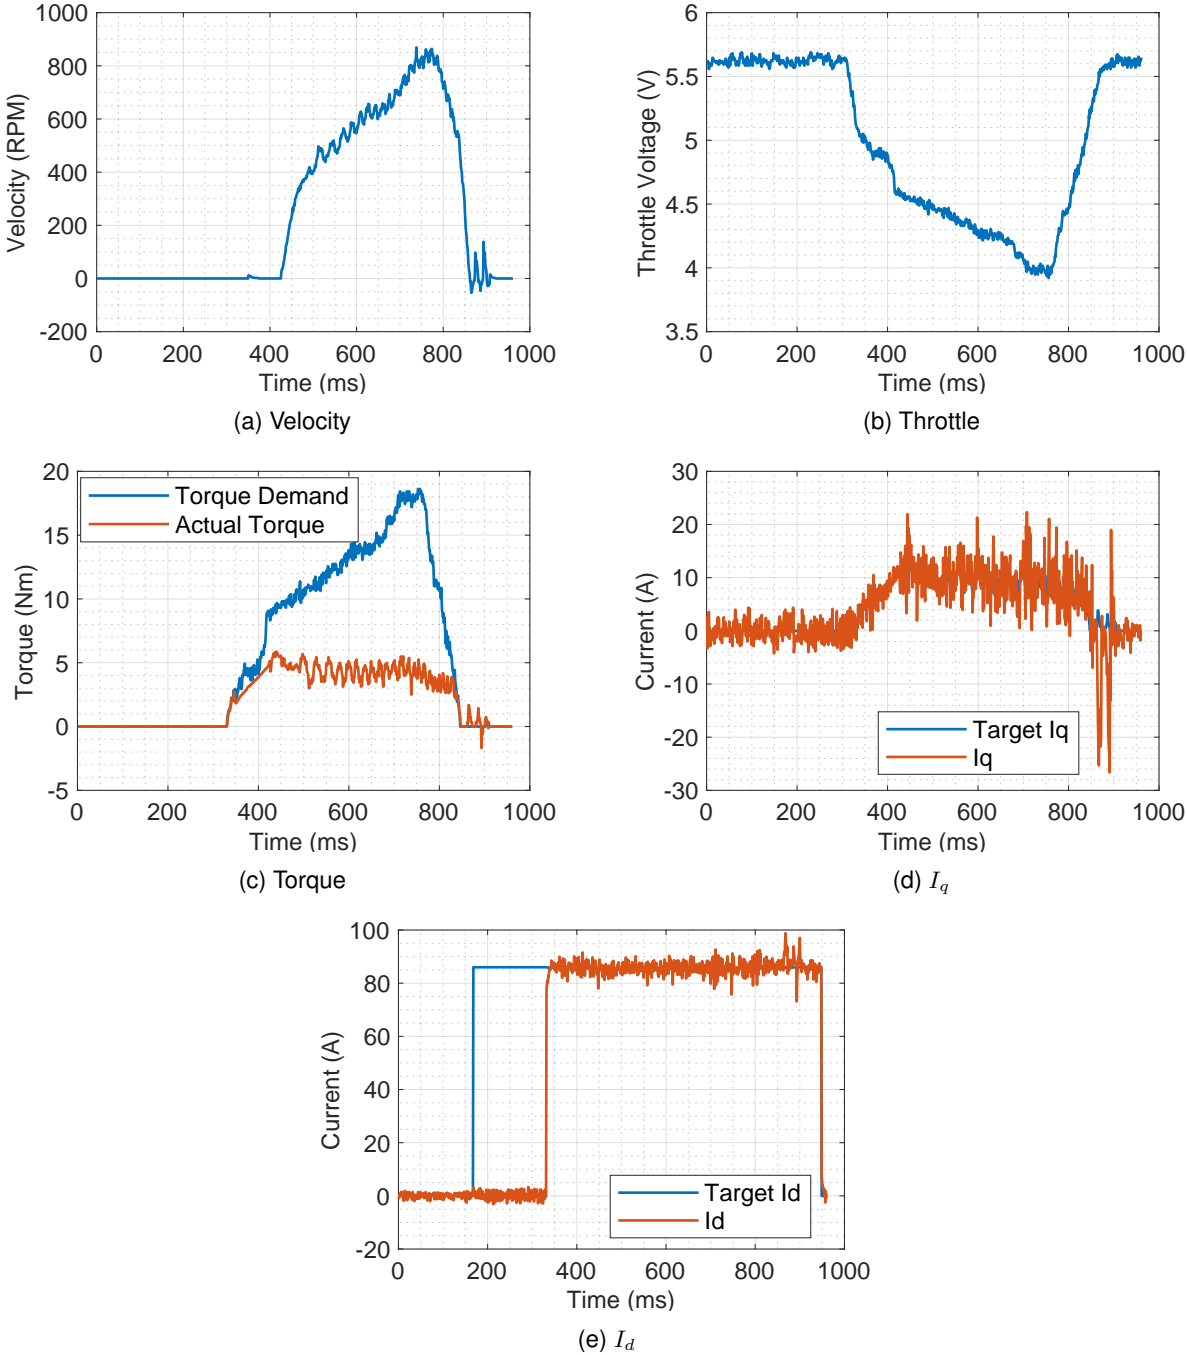 1000
800
600
400
200
0
-200
Velocity (RPM)
0 200 400 600 800 1000
Time (ms)
(a) Velocity
6
5.5
5
4.5
4
3.5
Throttle Voltage (V)
0 200 400 600 800 1000
Time (ms)
(b) Throttle
20
15
10
5
0
-5
Torque (Nm)
Torque Demand
Actual Torque
0 200 400 600 800 1000
Time (ms)
(c) Torque
30
20
10
0
-10
-20
-30
Current (A)
Target Iq
Iq
0 200 400 600 800 1000
Time (ms)
(d) I_q
100
80
60
40
20
0
-20
Current (A)
Target Id
Id
0 200 400 600 800 1000
Time (ms)
(e) I_d